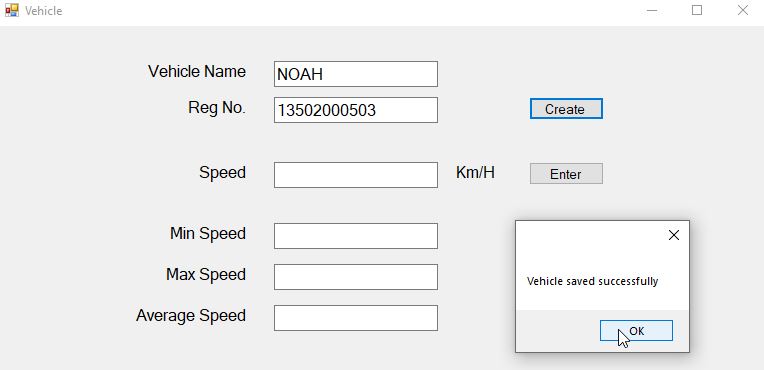 Vehicle
Vehicle Name NOAH
Reg No. 13502000503 Create
Speed Km/H Enter
Min Speed
Max Speed
Vehicle saved successfully
Average Speed
OK